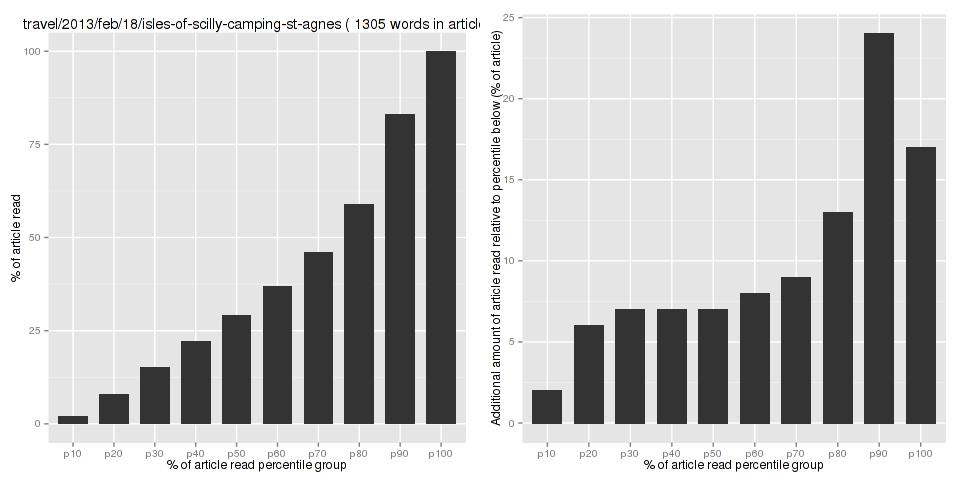 travel/2013/feb/18/isles-of-scilly-camping-st-agnes ( 1305 words in article
% of article read
100
75
50
25
0
p10 p20 p30 p40 p50 p60 p70 p80 p90 p100
% of article read percentile group
Additional amount of article read relative to percentile below (% of article)
25
20
15
10
5
0
p10 p20 p30 p40 p50 p60 p70 p80 p90 p100
% of article read percentile group